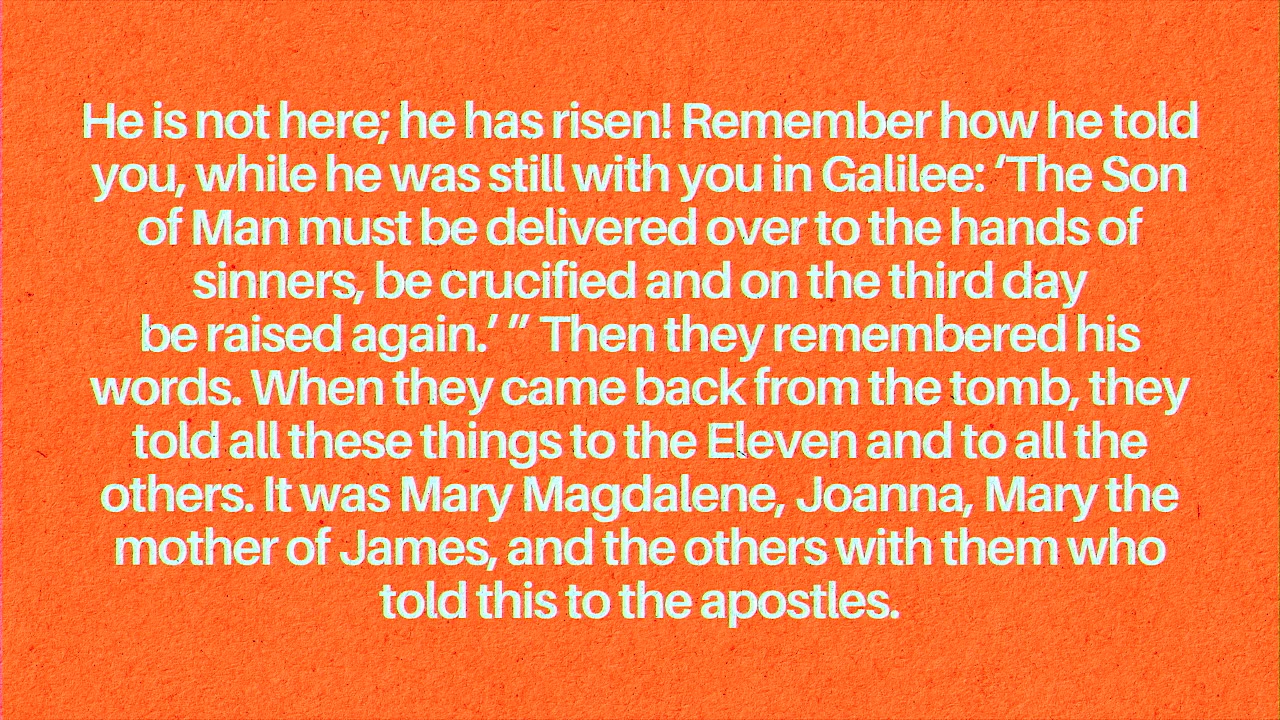 He is not here; he has risen! Remember how he told
you, while he was still with you in Galilee: ‘The Son
of Man must be delivered over to the hands of
sinners, be crucified and on the third day
be raised again.’ ” Then they remembered his
words. When they came back from the tomb, they
told all these things to the Eleven and to all the
others. It was Mary Magdalene, Joanna, Mary the
mother of James, and the others with them who
told this to the apostles.